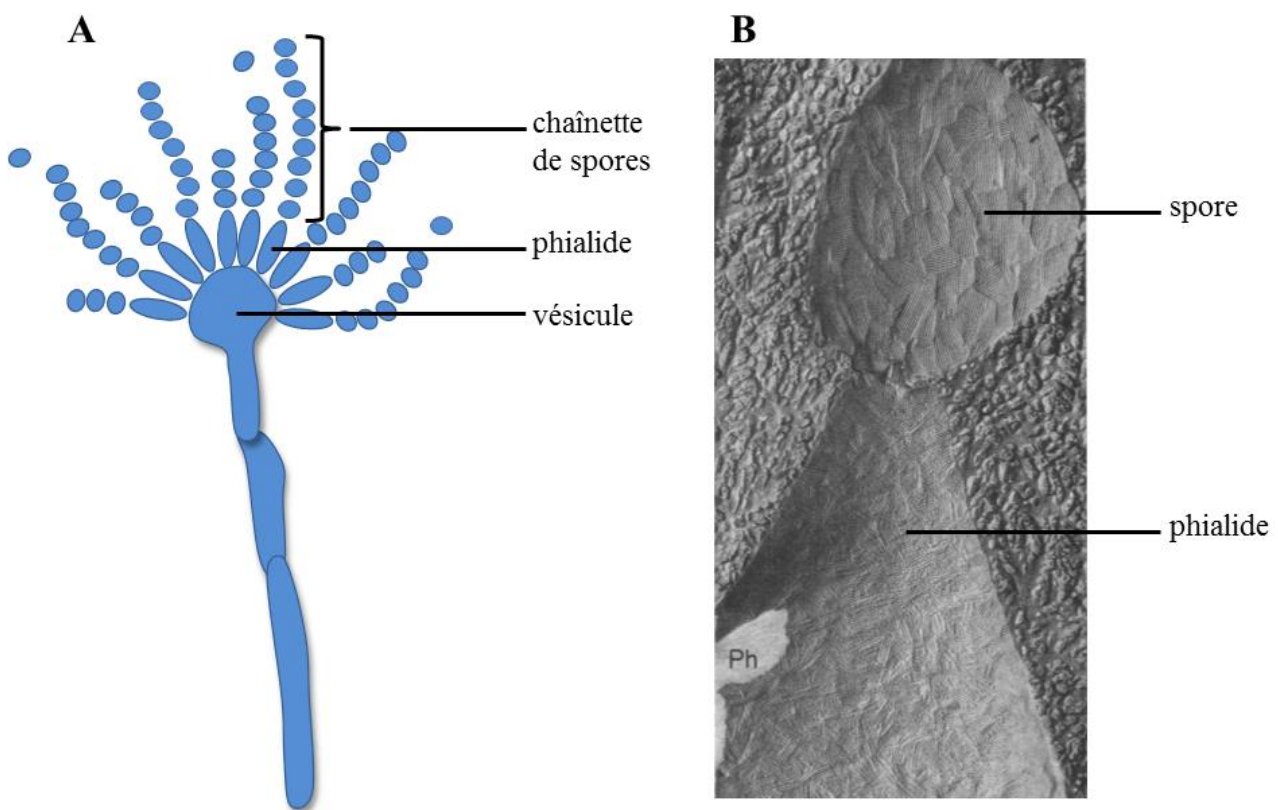 A
chaînette
de spores
phialide
vésicule
B
spore
phialide
Ph